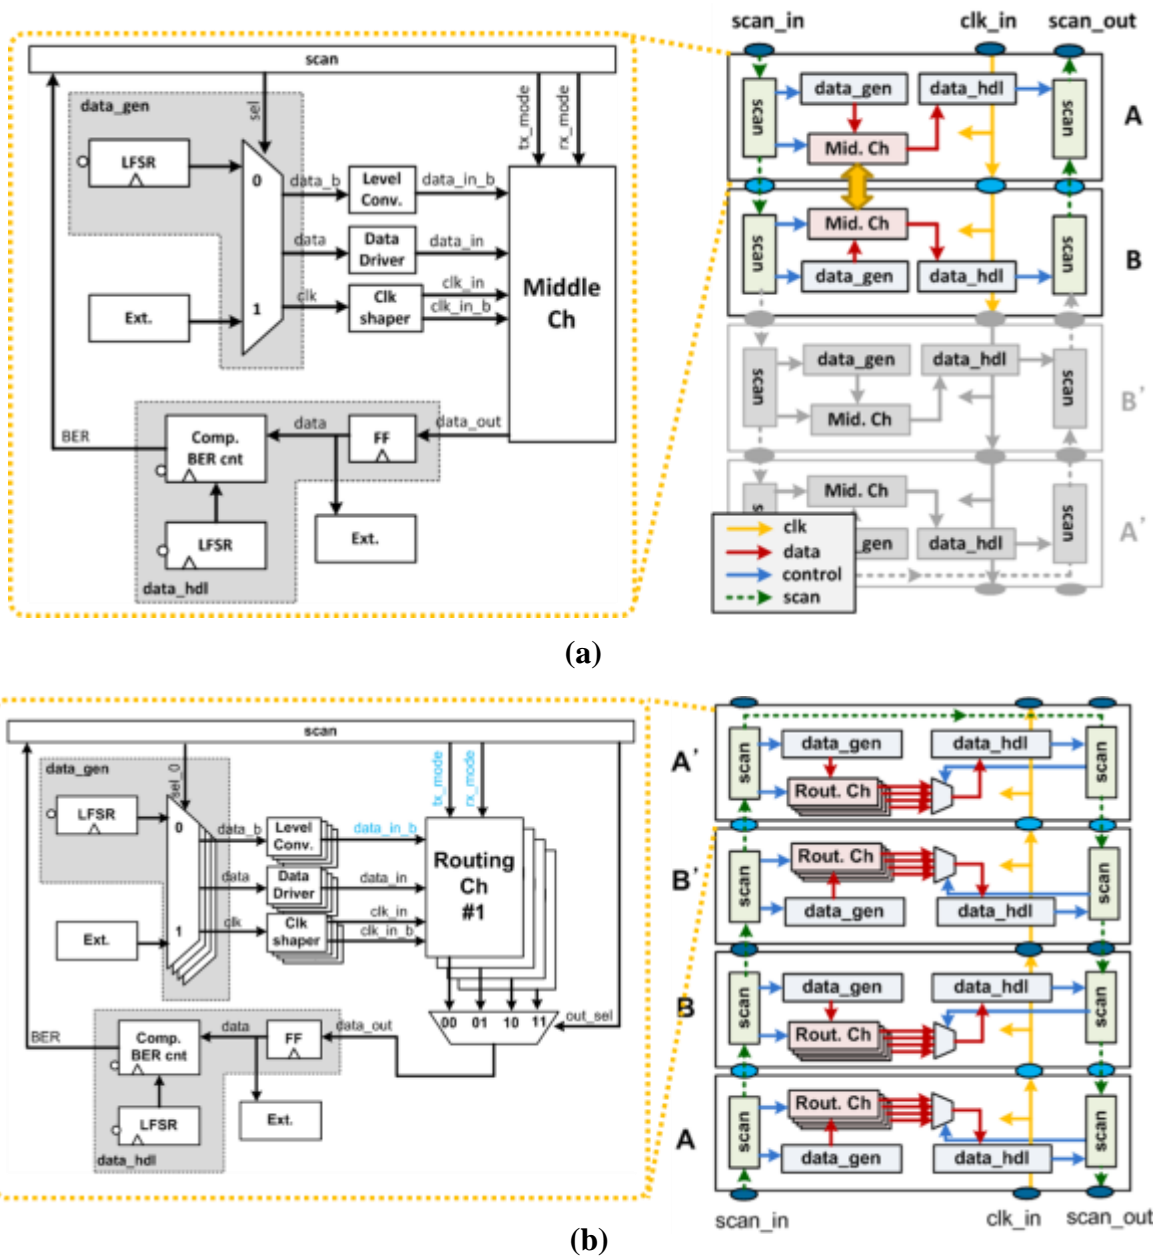 scan
data_gen
sel
tx_mode
rx_mode
LFSR
0
data_b
Level
Conv.
data_in_b
data
Data
Driver
data_in
clk
Clk
shaper
clk_in
clk_in_b
Middle
Ch
1
Ext.
BER
Comp.
BER cnt
data
FF
data_out
LFSR
Ext.
data_hdl
scan_in
clk_in
scan_out
scan
data_gen
data_hdl
scan
A
Mid. Ch
scan
Mid. Ch
scan
B
data_gen
data_hdl
scan
data_gen
data_hdl
scan
B'
Mid. Ch
scan
Mid. Ch
scan
A'
_gen
data_hdl
clk
data
control
scan
(a)
scan
data_gen
sel_0
tx_mode
rx_mode
LFSR
0
data_b
Level
Conv.
data_in_b
data
Data
Driver
data_in
clk
Clk
shaper
clk_in
clk_in_b
Routing
Ch
#1
1
Ext.
00 01 10 11
out_sel
BER
Comp.
BER cnt
data
FF
data_out
LFSR
Ext.
data_hdl
A'
scan
data_gen
data_hdl
scan
Rout. Ch
B'
scan
Rout. Ch
scan
data_gen
data_hdl
B
scan
data_gen
data_hdl
scan
Rout. Ch
A
scan
Rout. Ch
scan
data_gen
data_hdl
scan_in
clk_in
scan_out
(b)